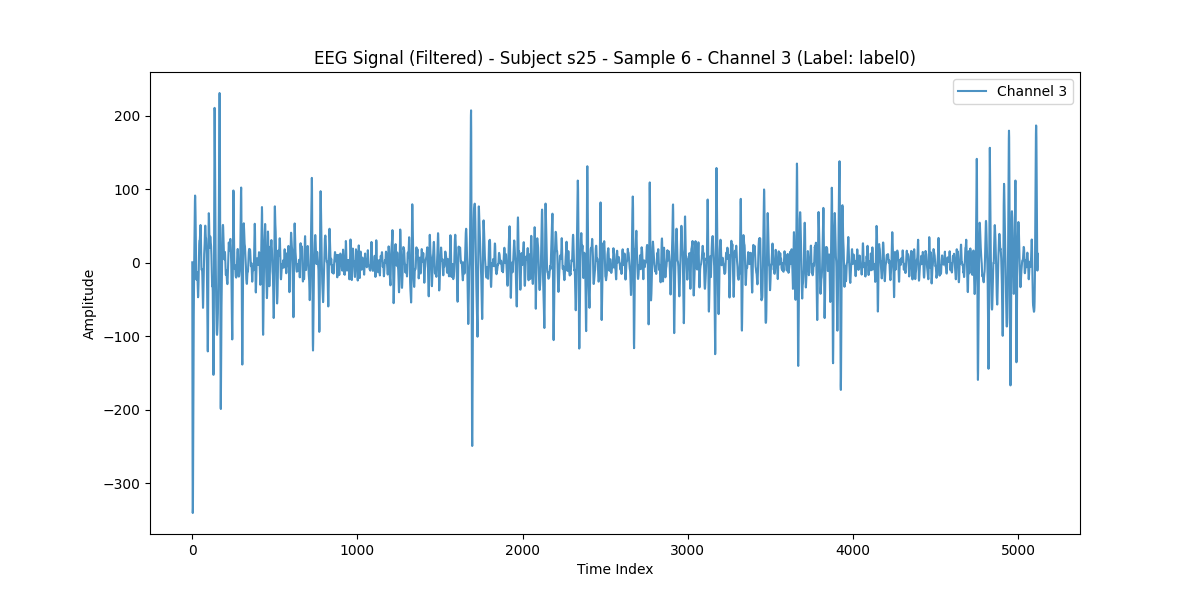 EEG Signal (Filtered) - Subject s25 - Sample 6 - Channel 3 (Label: label0)
Channel 3
200
100
0
−100
−200
−300
Amplitude
0 1000 2000 3000 4000 5000
Time Index